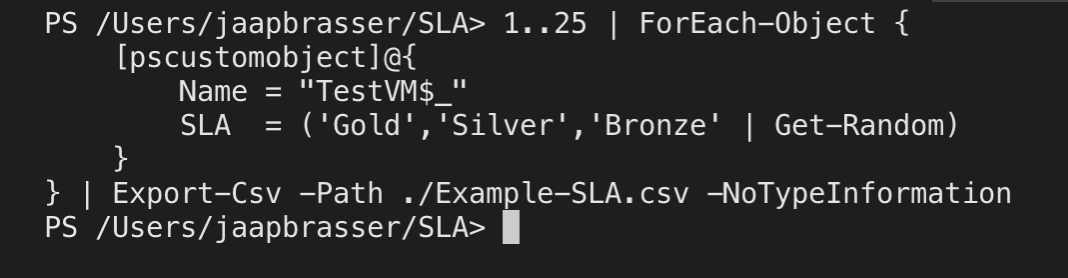 PS /Users/jaapbrasser/SLA> 1..25 | ForEach-Object {
    [pscustomobject]@{
        Name = "TestVM$_"
        SLA  = ('Gold','Silver','Bronze' | Get-Random)
    }
} | Export-Csv -Path ./Example-SLA.csv -NoTypeInformation
PS /Users/jaapbrasser/SLA>